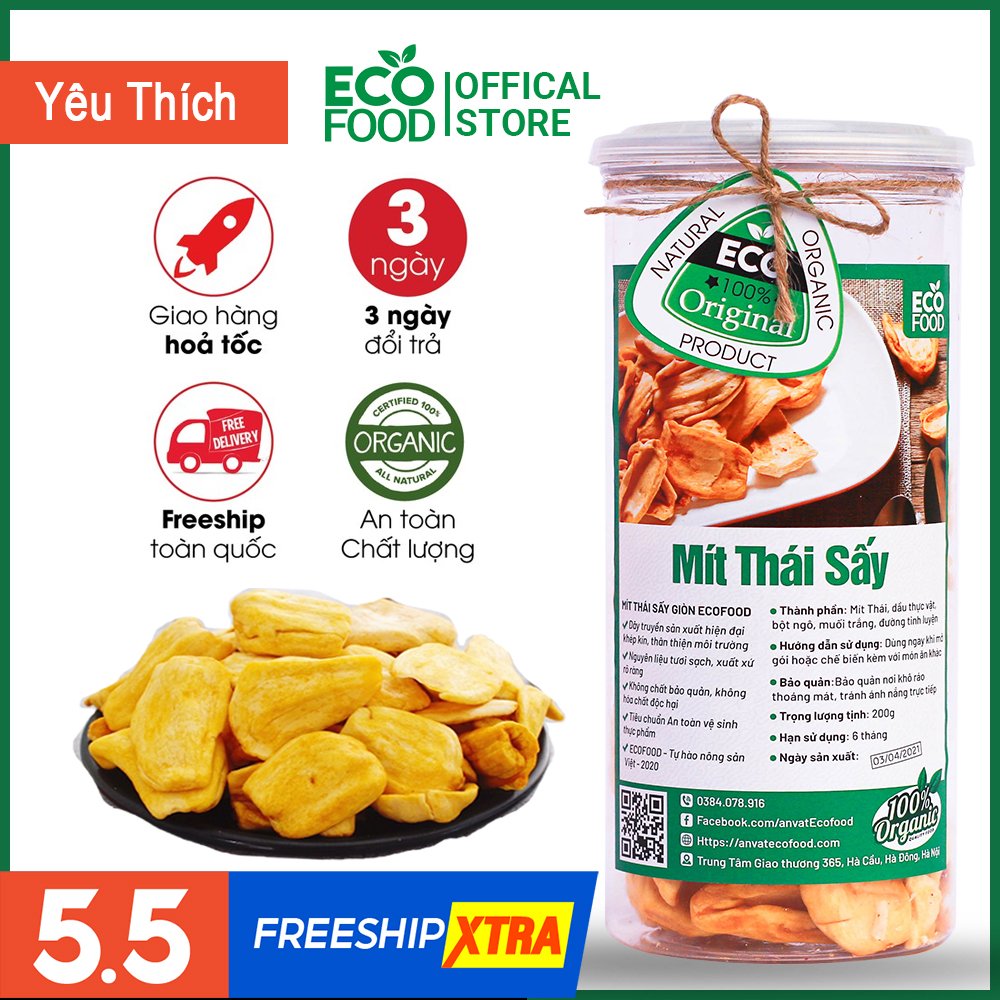 Yêu Thích
ECO
FOOD
OFFICAL
STORE
Giao hàng
hoả tốc
3
ngày
3 ngày
đổi trả
FREE
DELIVERY
Freeship
toàn quốc
CERTIFIED 100%
ORGANIC
ALL NATURAL
An toàn
Chất lượng
NATURAL
ORGANIC
PRODUCT
ECO
100%
Original
ECO
FOOD
Mít Thái Sấy
MÍT THÁI SẤY GIÒN ECOFOOD
Dây truyền sản xuất hiện đại
khép kín, thân thiện môi trường
Nguyên liệu tươi sạch, xuất xứ
rõ ràng
Không chất bảo quản, không
hóa chất độc hại
Tiêu chuẩn An toàn vệ sinh
thực phẩm
ECOFOOD - Tự hào nông sản
Việt - 2020
Thành phần: Mít Thái, dầu thực vật,
bột ngô, muối trắng, đường tinh luyện
Hướng dẫn sử dụng: Dùng ngay khi mở
gói hoặc chế biến kèm với món ăn khác
Bảo quản: Bảo quản nơi khô ráo
thoáng mát, tránh ánh nắng trực tiếp
Trọng lượng tịnh: 200g
Hạn sử dụng: 6 tháng
Ngày sản xuất: 03/04/2021
0384.078.916
Facebook.com/anvatEcofood
Https://anvatecofood.com
Trung Tâm Giao thương 365, Hà Cầu, Hà Đông, Hà Nội
100%
Organic
QUALITY FOOD
5.5
FREESHIP XTRA